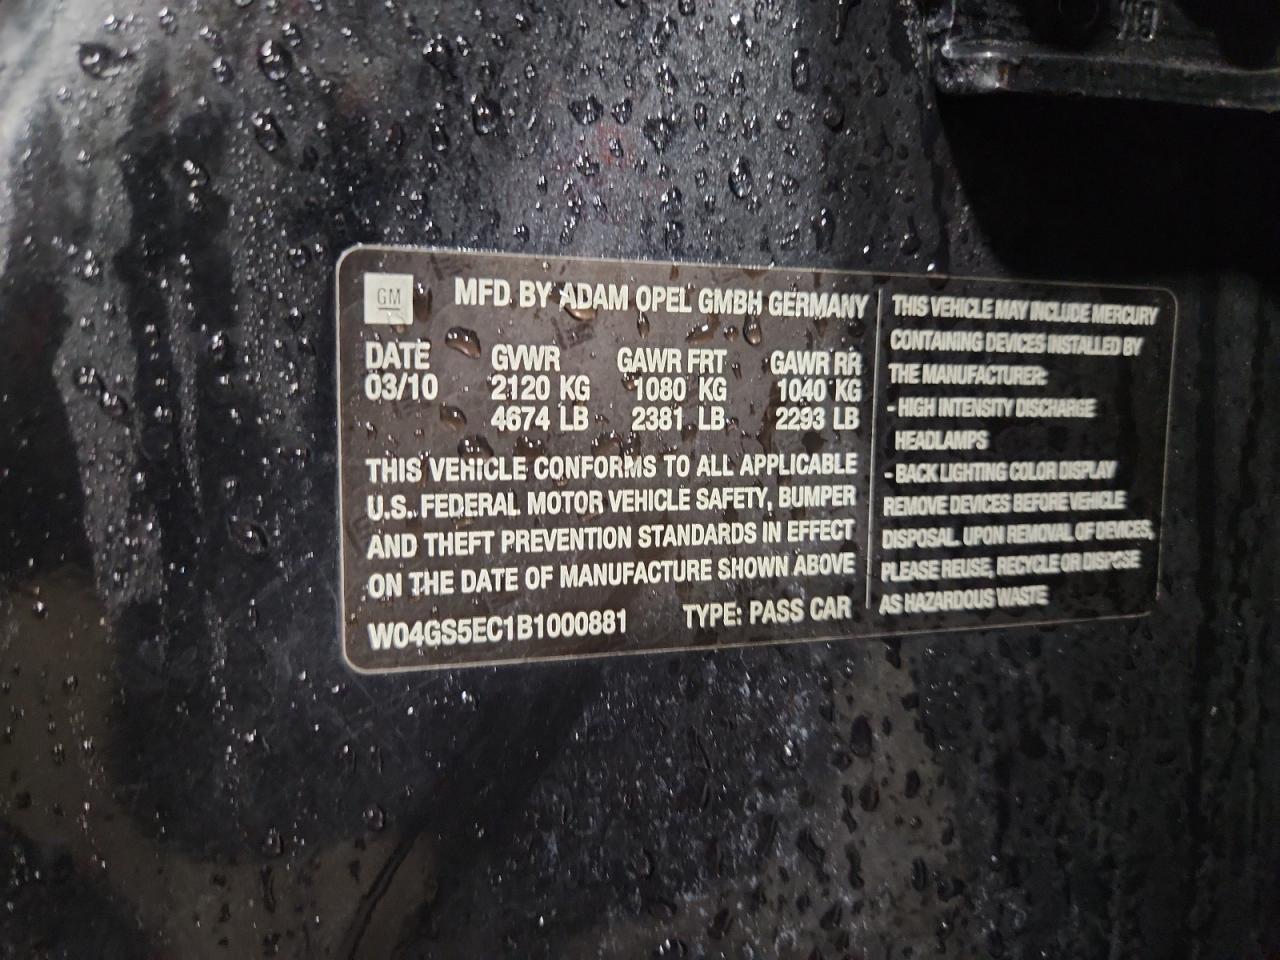 GM
MFD. BY ADAM OPEL GMBH GERMANY
DATE GVWR GAWR FRT GAWR RR
03/10 2120 KG 1080 KG 1040 KG
4674 LB 2381 LB 2293 LB
THIS VEHICLE CONFORMS TO ALL APPLICABLE
U.S. FEDERAL MOTOR VEHICLE SAFETY, BUMPER
AND THEFT PREVENTION STANDARDS IN EFFECT
ON THE DATE OF MANUFACTURE SHOWN ABOVE
W04GS5EC1B1000881 TYPE: PASS CAR
THIS VEHICLE MAY INCLUDE MERCURY
CONTAINING DEVICES INSTALLED BY
THE MANUFACTURER:
- HIGH INTENSITY DISCHARGE
HEADLAMPS
- BACK LIGHTING COLOR DISPLAY
REMOVE DEVICES BEFORE VEHICLE
DISPOSAL. UPON REMOVAL OF DEVICES,
PLEASE REUSE, RECYCLE OR DISPOSE
AS HAZARDOUS WASTE